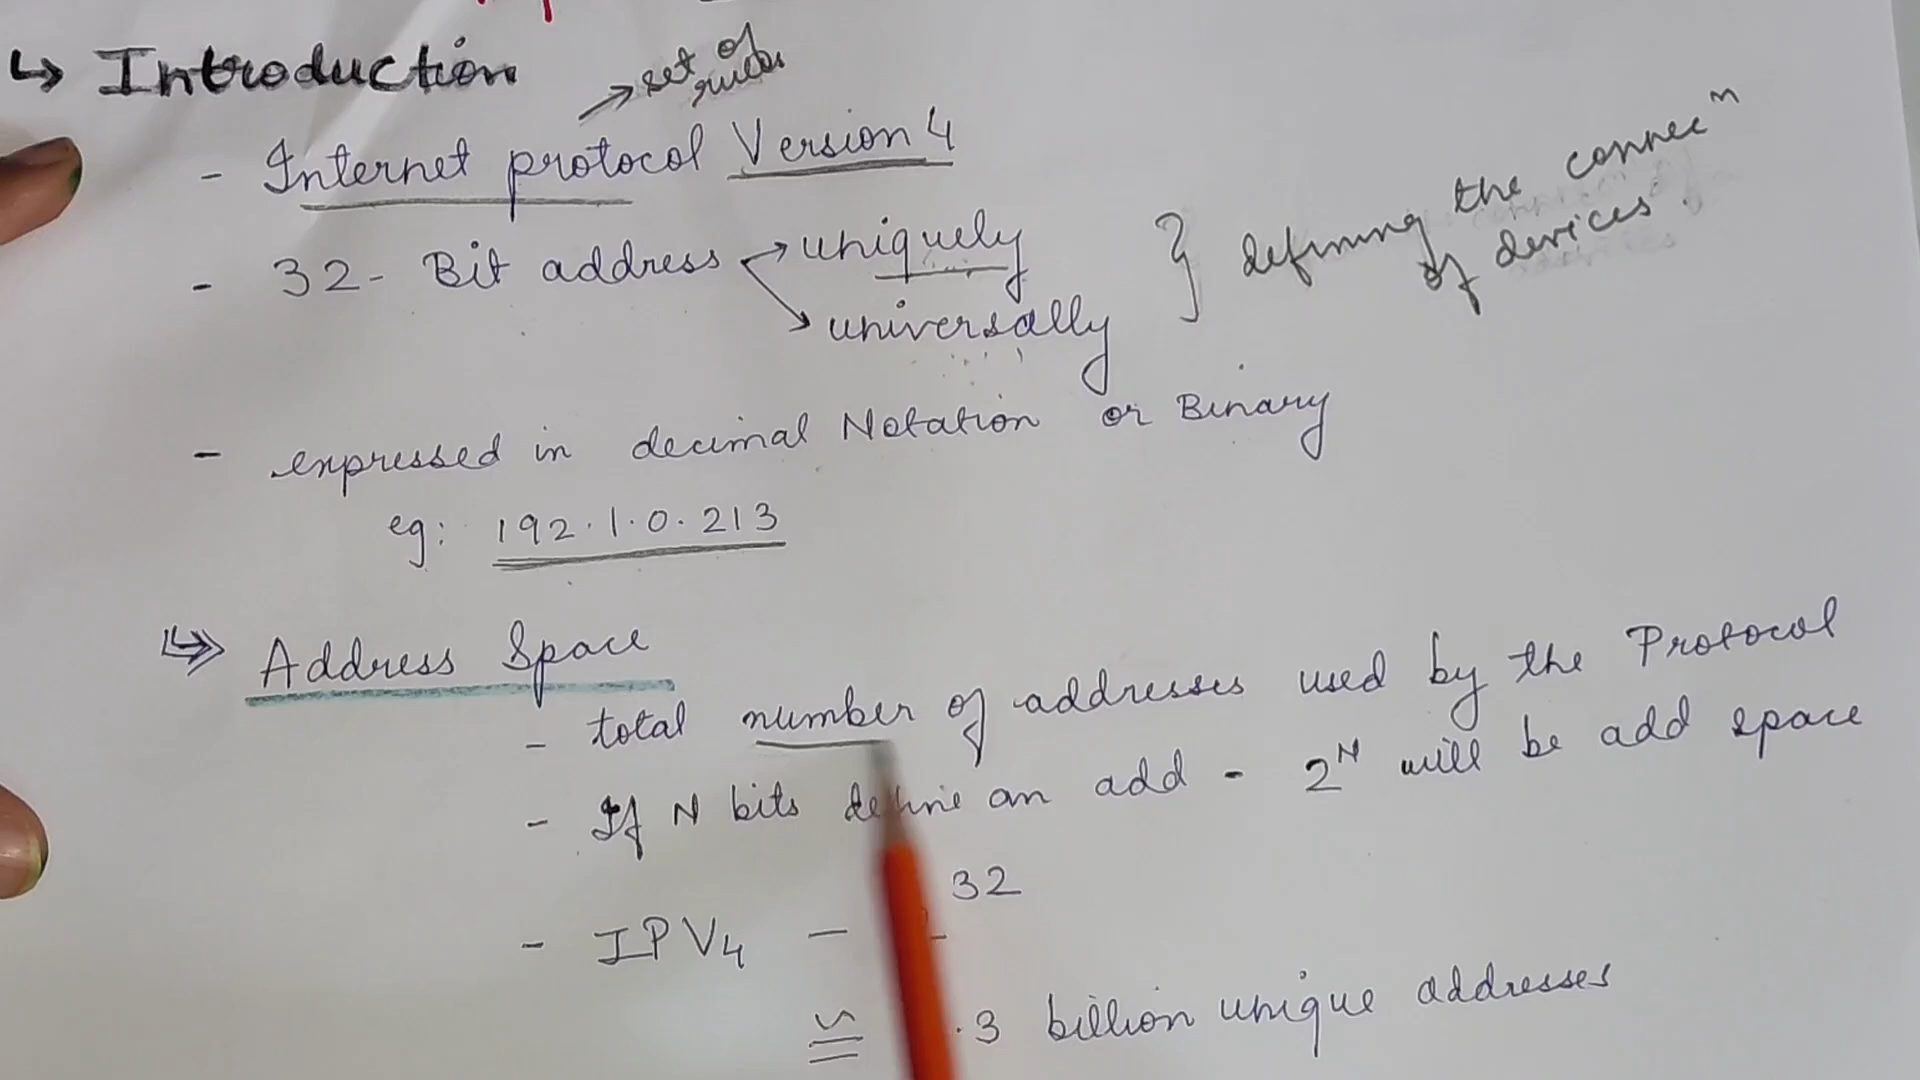 ↳ Introduction
→ set of rules
- Internet protocol Version 4
- 32- Bit address → uniquely
→ universally
} defining the connec^n
of devices.
- expressed in decimal Notation or Binary
eg: 192.1.0.213
↳ Address Space
- total number of addresses used by the Protocol
- If N bits define an add - 2^N will be add space
- IPV4 - 32
≅ .3 billion unique addresses